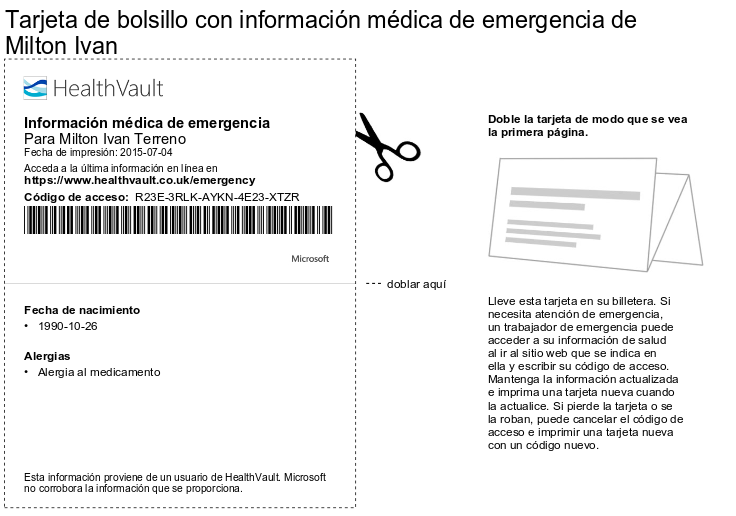 Tarjeta de bolsillo con información médica de emergencia de
Milton Ivan
HealthVault
Información médica de emergencia
Para Milton Ivan Terreno
Fecha de impresión: 2015-07-04
Acceda a la última información en línea en
https://www.healthvault.co.uk/emergency
Código de acceso: R23E-3RLK-AYKN-4E23-XTZR
Microsoft
doblar aquí
Fecha de nacimiento
• 1990-10-26
Alergias
• Alergia al medicamento
Esta información proviene de un usuario de HealthVault. Microsoft
no corrobora la información que se proporciona.
Doble la tarjeta de modo que se vea
la primera página.
Lleve esta tarjeta en su billetera. Si
necesita atención de emergencia,
un trabajador de emergencia puede
acceder a su información de salud
al ir al sitio web que se indica en
ella y escribir su código de acceso.
Mantenga la información actualizada
e imprima una tarjeta nueva cuando
la actualice. Si pierde la tarjeta o se
la roban, puede cancelar el código de
acceso e imprimir una tarjeta nueva
con un código nuevo.